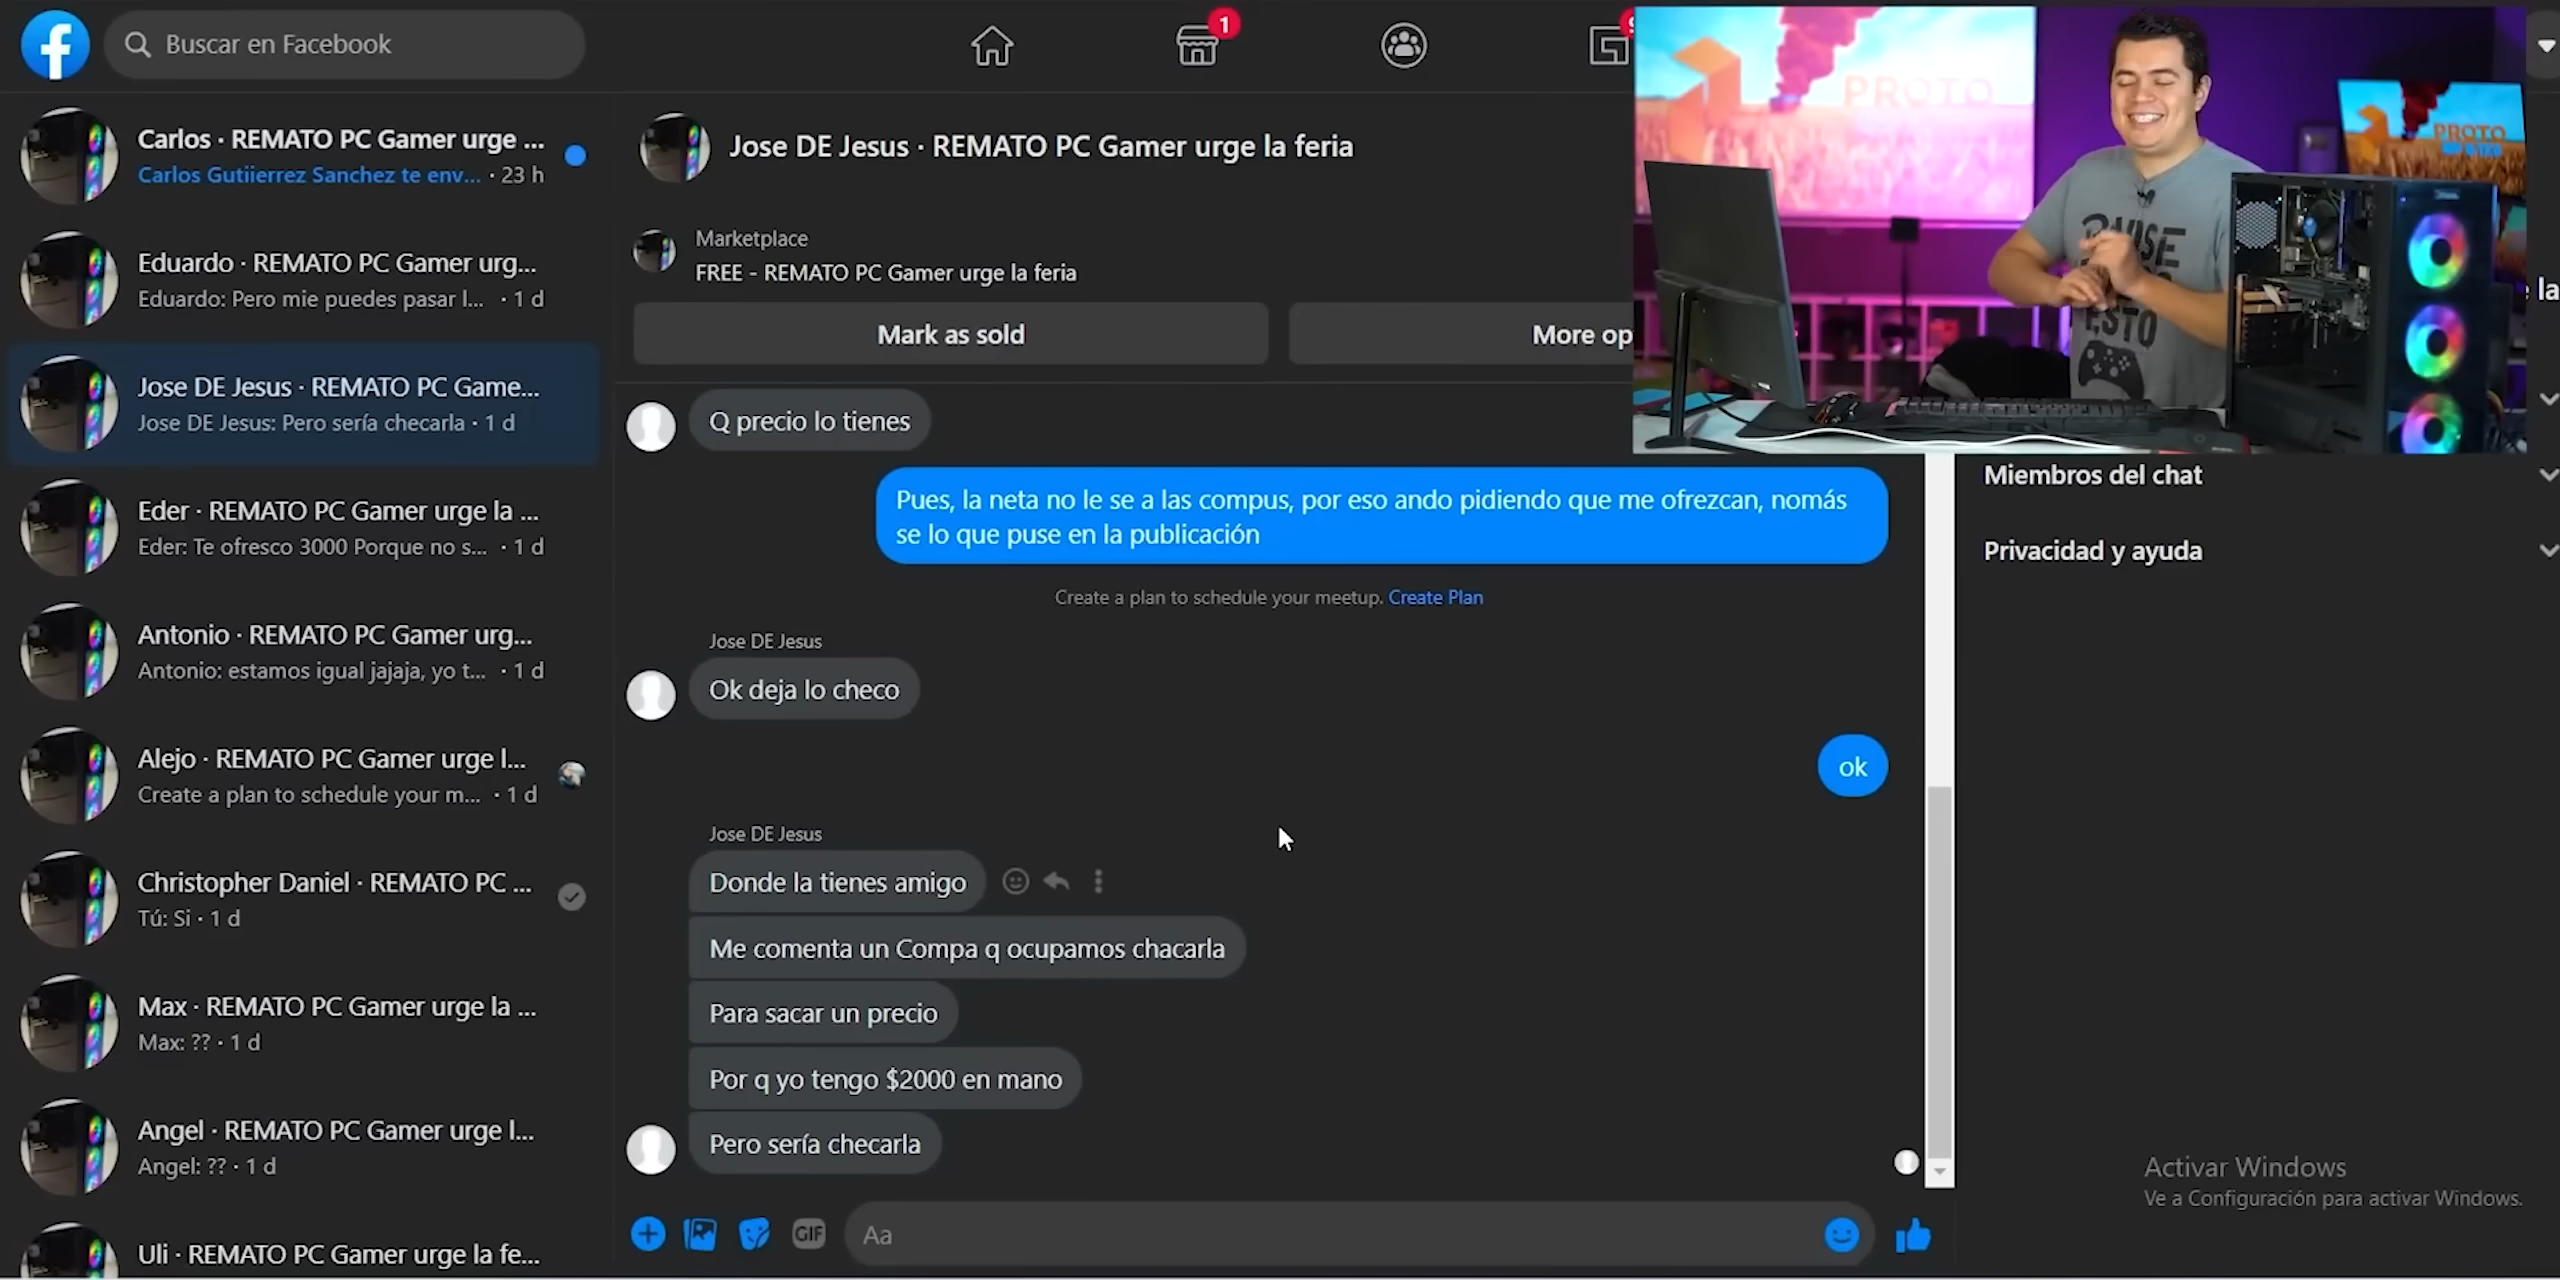 Buscar en Facebook
1
Carlos · REMATO PC Gamer urge ...
Carlos Gutiierrez Sanchez te env... · 23 h
Eduardo · REMATO PC Gamer urg...
Eduardo: Pero mie puedes pasar l... · 1 d
Jose DE Jesus · REMATO PC Game...
Jose DE Jesus: Pero sería checarla · 1 d
Eder · REMATO PC Gamer urge la ...
Eder: Te ofresco 3000 Porque no s... · 1 d
Antonio · REMATO PC Gamer urg...
Antonio: estamos igual jajaja, yo t... · 1 d
Alejo · REMATO PC Gamer urge l...
Create a plan to schedule your m... · 1 d
Christopher Daniel · REMATO PC ...
Tú: Si · 1 d
Max · REMATO PC Gamer urge la ...
Max: ?? · 1 d
Angel · REMATO PC Gamer urge l...
Angel: ?? · 1 d
Uli · REMATO PC Gamer urge la fe...
Jose DE Jesus · REMATO PC Gamer urge la feria
Marketplace
FREE - REMATO PC Gamer urge la feria
Mark as sold
More op
Q precio lo tienes
Pues, la neta no le se a las compus, por eso ando pidiendo que me ofrezcan, nomás
se lo que puse en la publicación
Create a plan to schedule your meetup. Create Plan
Jose DE Jesus
Ok deja lo checo
ok
Jose DE Jesus
Donde la tienes amigo
Me comenta un Compa q ocupamos chacarla
Para sacar un precio
Por q yo tengo $2000 en mano
Pero sería checarla
GIF
Aa
PROTO
PROTO
ESTO
la
Miembros del chat
Privacidad y ayuda
Activar Windows
Ve a Configuración para activar Windows.